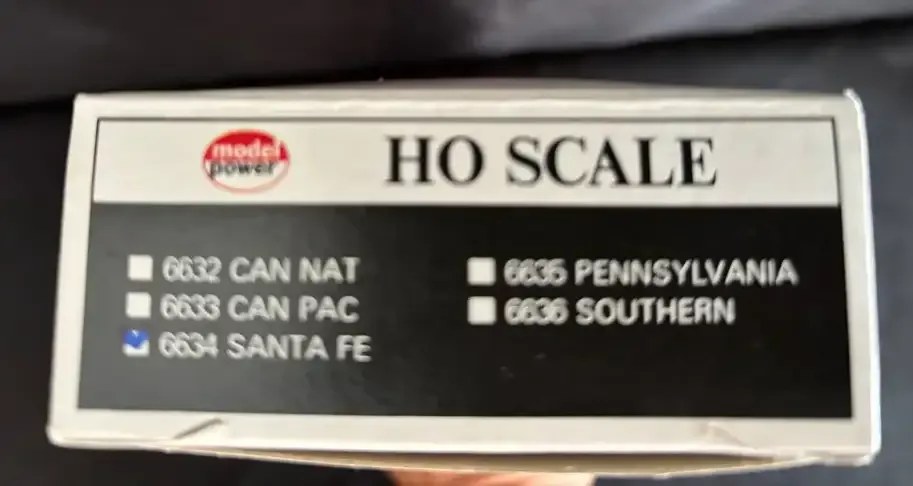 model power
HO SCALE
6632 CAN NAT
6633 CAN PAC
6634 SANTA FE
6635 PENNSYLVANIA
6636 SOUTHERN